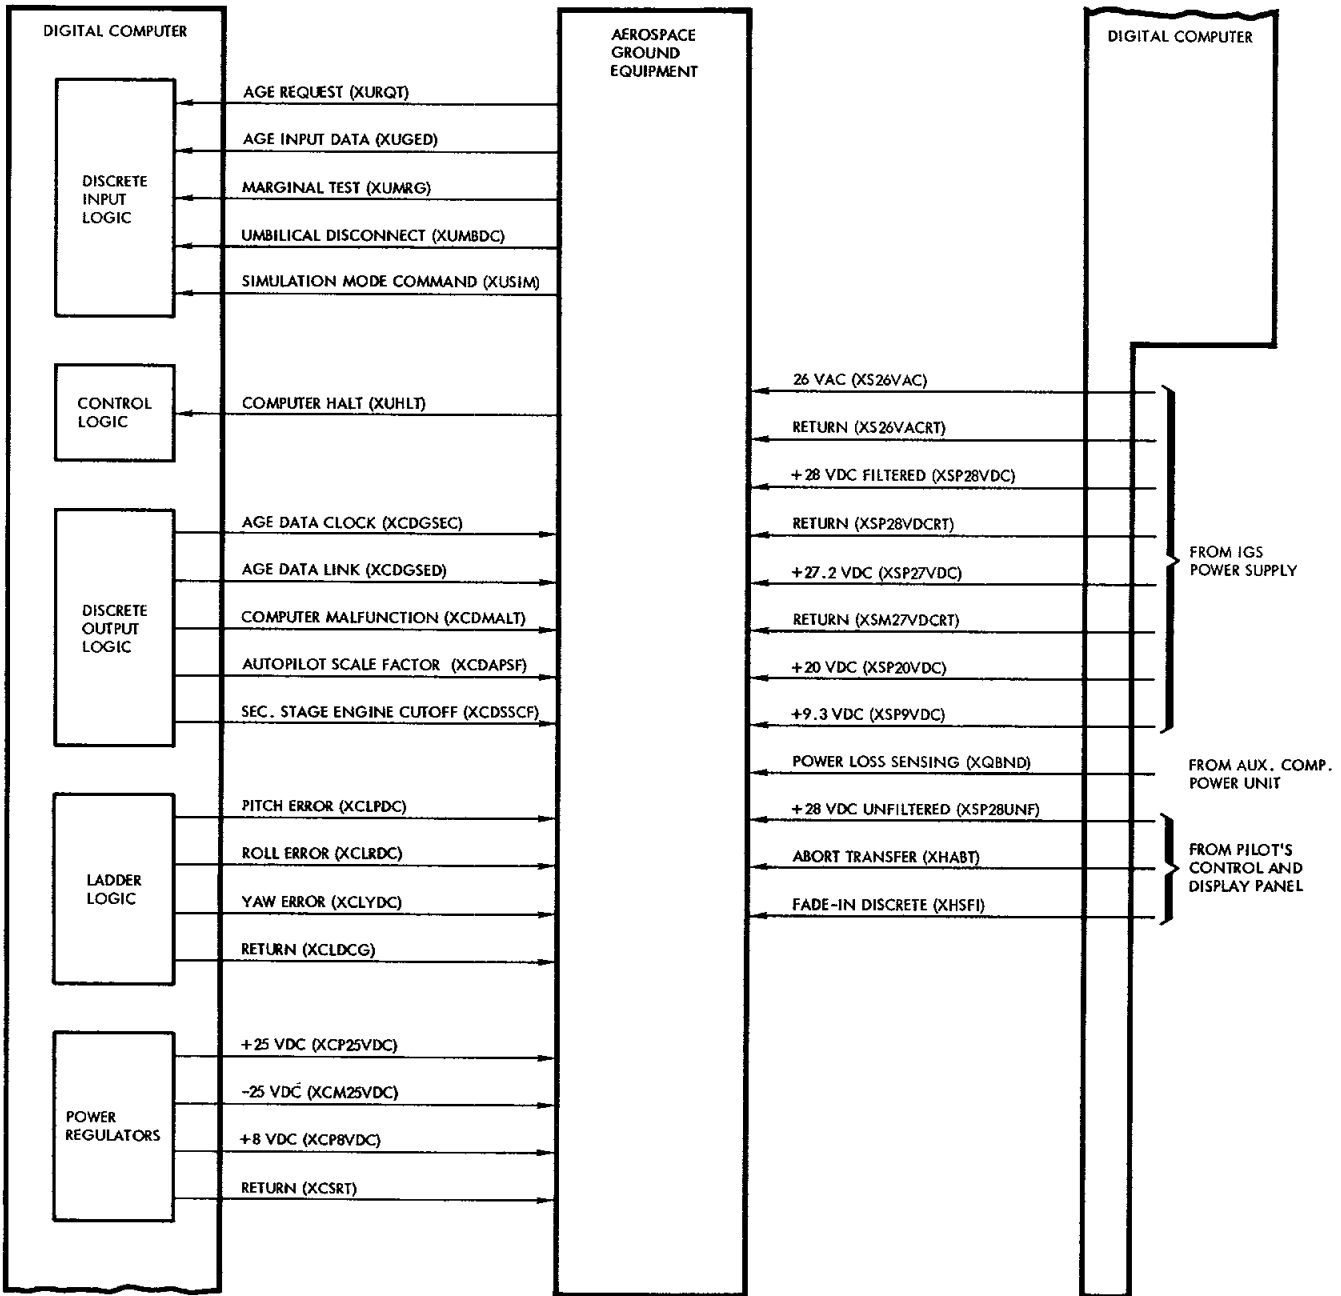 DIGITAL COMPUTER
DISCRETE
INPUT
LOGIC
AGE REQUEST (XURQT)
AGE INPUT DATA (XUGED)
MARGINAL TEST (XUMRG)
UMBILICAL DISCONNECT (XUMBDC)
SIMULATION MODE COMMAND (XUSIM)
CONTROL
LOGIC
COMPUTER HALT (XUHLT)
DISCRETE
OUTPUT
LOGIC
AGE DATA CLOCK (XCDGSEC)
AGE DATA LINK (XCDGSED)
COMPUTER MALFUNCTION (XCDMALT)
AUTOPILOT SCALE FACTOR (XCDAPSF)
SEC. STAGE ENGINE CUTOFF (XCDSSCF)
LADDER
LOGIC
PITCH ERROR (XCLPDC)
ROLL ERROR (XCLRDC)
YAW ERROR (XCLYDC)
RETURN (XCLDCG)
POWER
REGULATORS
+25 VDC (XCP25VDC)
-25 VDC (XCM25VDC)
+8 VDC (XCP8VDC)
RETURN (XCSRT)
AEROSPACE
GROUND
EQUIPMENT
DIGITAL COMPUTER
26 VAC (XS26VAC)
RETURN (XS26VACRT)
+28 VDC FILTERED (XSP28VDC)
RETURN (XSP28VDCRT)
+27.2 VDC (XSP27VDC)
RETURN (XSM27VDCRT)
+20 VDC (XSP20VDC)
+9.3 VDC (XSP9VDC)
FROM IGS
POWER SUPPLY
POWER LOSS SENSING (XQBND)
FROM AUX. COMP.
POWER UNIT
+28 VDC UNFILTERED (XSP28UNF)
ABORT TRANSFER (XHABT)
FADE-IN DISCRETE (XHSFI)
FROM PILOT'S
CONTROL AND
DISPLAY PANEL